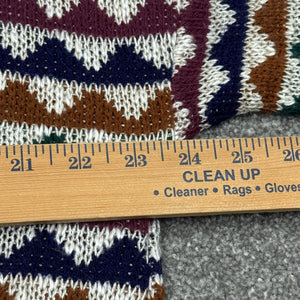 21 22 23 24 25 26
CLEAN UP
• Cleaner • Rags • Gloves